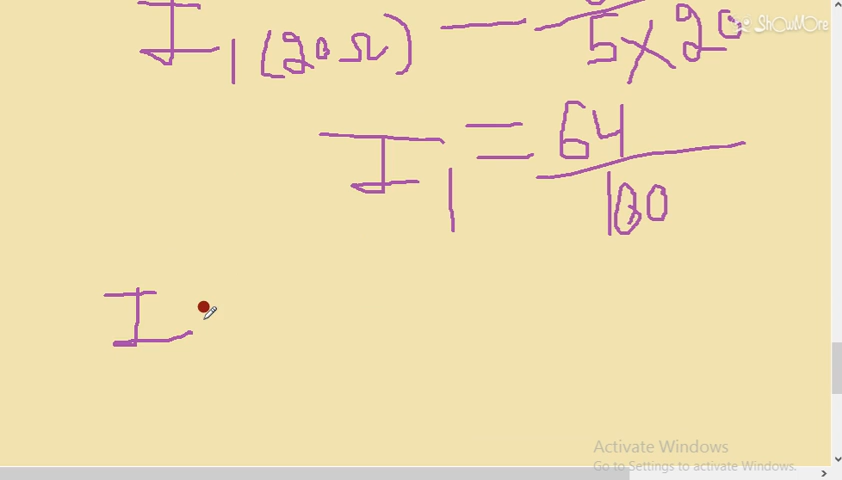 ShowMore
I1 (20Ω) = 5×20
I1 = 64/100
I
Activate Windows
Go to Settings to activate Windows.